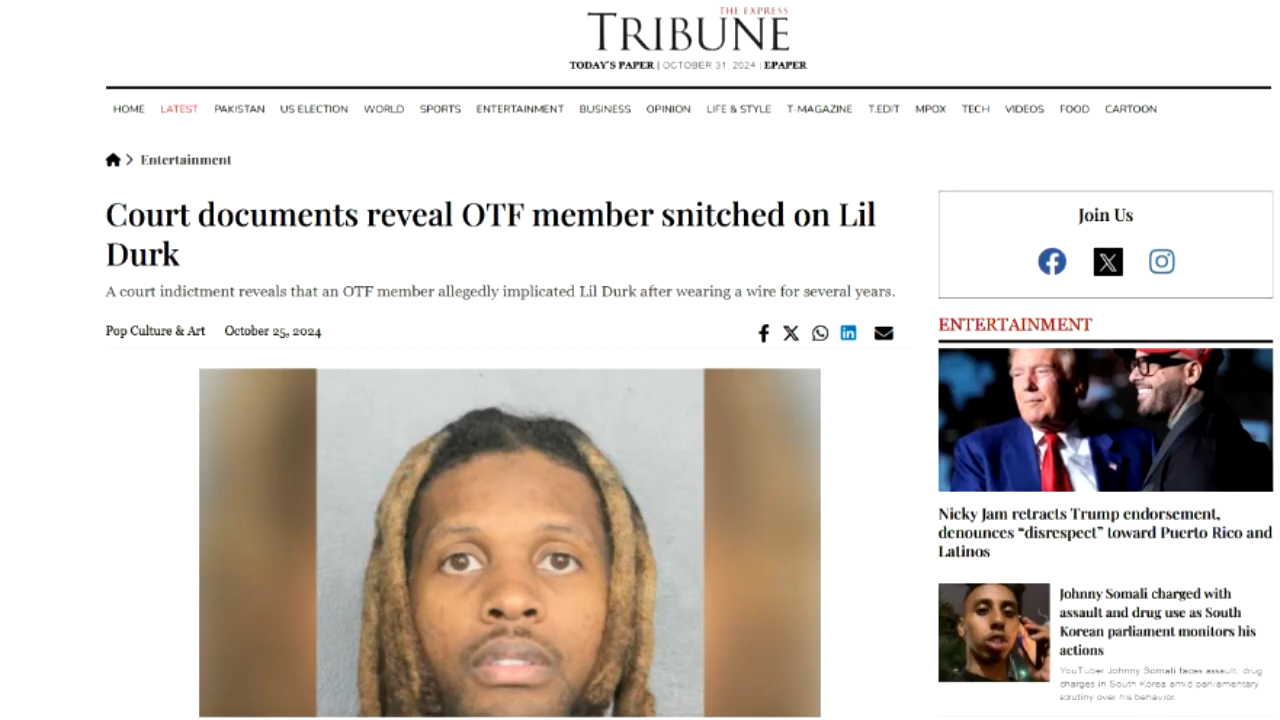 THE EXPRESS
TRIBUNE
TODAY'S PAPER | OCTOBER 31, 2024 | EPAPER
HOME LATEST PAKISTAN US ELECTION WORLD SPORTS ENTERTAINMENT BUSINESS OPINION LIFE & STYLE T-MAGAZINE T.EDIT MPOX TECH VIDEOS FOOD CARTOON
Entertainment
Court documents reveal OTF member snitched on Lil
Durk
A court indictment reveals that an OTF member allegedly implicated Lil Durk after wearing a wire for several years.
Pop Culture & Art October 25, 2024
Join Us
ENTERTAINMENT
Nicky Jam retracts Trump endorsement,
denounces “disrespect” toward Puerto Rico and
Latinos
Johnny Somali charged with
assault and drug use as South
Korean parliament monitors his
actions
YouTuber Johnny Somali faces assault, drug
charges in South Korea amid parliamentary
scrutiny over his behavior.